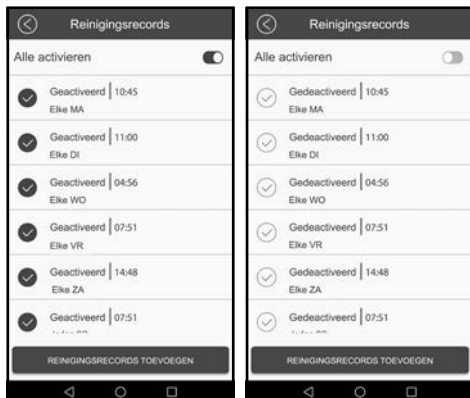 Reinigingsrecords
Alle activieren
Geactiveerd | 10:45
Elke MA
Geactiveerd | 11:00
Elke DI
Geactiveerd | 04:56
Elke WO
Geactiveerd | 07:51
Elke VR
Geactiveerd | 14:48
Elke ZA
Geactiveerd | 07:51
REINIGINGSRECORDS TOEVOEGEN
Reinigingsrecords
Alle activieren
Gedeactiveerd | 10:45
Elke MA
Gedeactiveerd | 11:00
Elke DI
Gedeactiveerd | 04:56
Elke WO
Gedeactiveerd | 07:51
Elke VR
Gedeactiveerd | 14:48
Elke ZA
Gedeactiveerd | 07:51
REINIGINGSRECORDS TOEVOEGEN